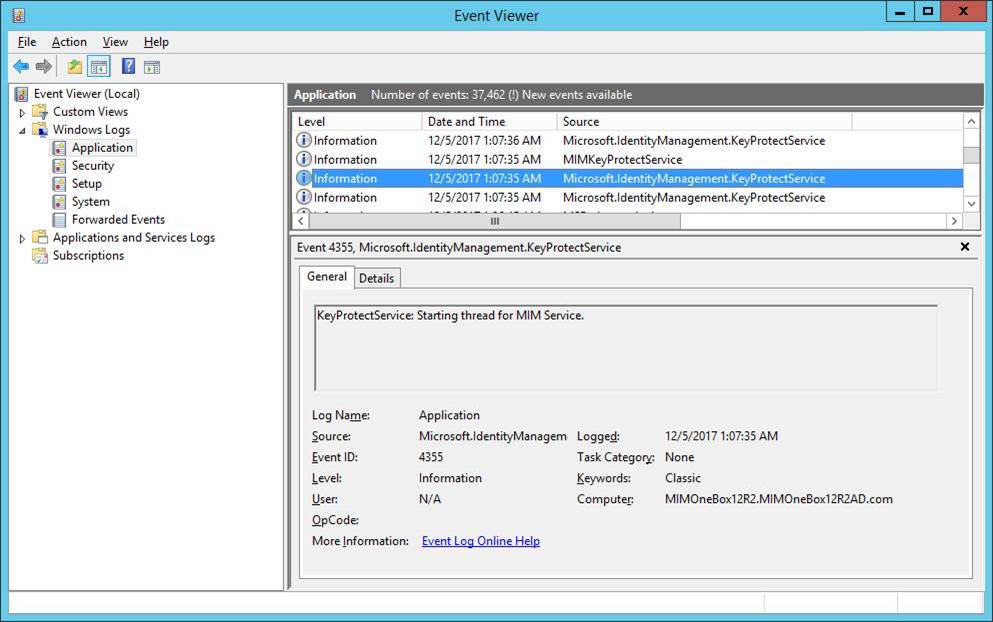 Event Viewer
File Action View Help
Event Viewer (Local)
Custom Views
Windows Logs
Application
Security
Setup
System
Forwarded Events
Applications and Services Logs
Subscriptions
Application Number of events: 37,462 (!) New events available
Level Date and Time Source
Information 12/5/2017 1:07:36 AM Microsoft.IdentityManagement.KeyProtectService
Information 12/5/2017 1:07:35 AM MIMKeyProtectService
Information 12/5/2017 1:07:35 AM Microsoft.IdentityManagement.KeyProtectService
Information 12/5/2017 1:07:35 AM Microsoft.IdentityManagement.KeyProtectService
Event 4355, Microsoft.IdentityManagement.KeyProtectService
General Details
KeyProtectService: Starting thread for MIM Service.
Log Name: Application
Source: Microsoft.IdentityManagem Logged: 12/5/2017 1:07:35 AM
Event ID: 4355 Task Category: None
Level: Information Keywords: Classic
User: N/A Computer: MIMOneBox12R2.MIMOneBox12R2AD.com
OpCode:
More Information: Event Log Online Help